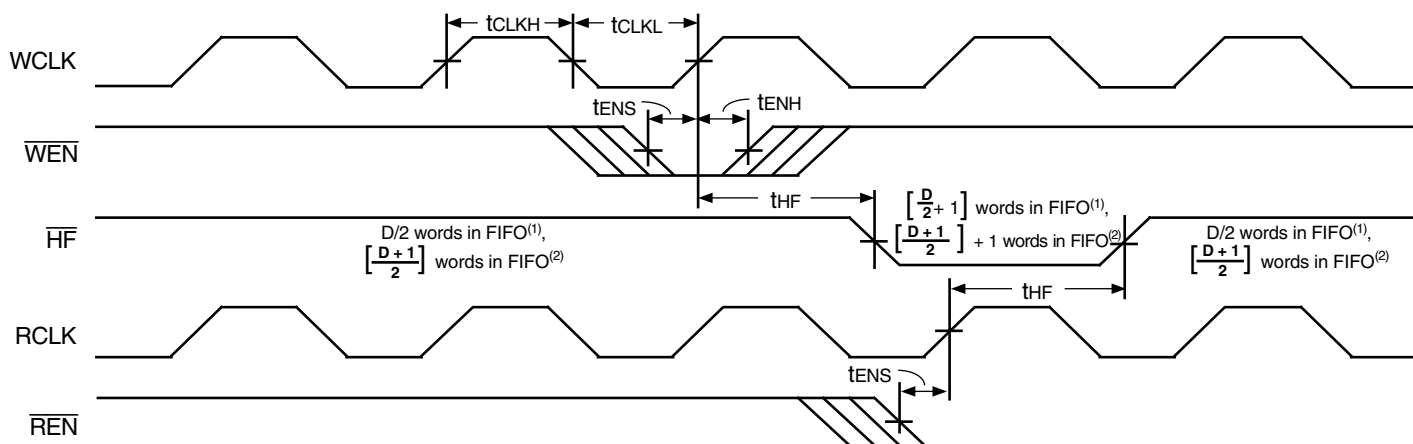 tCLKH
tCLKL
WCLK
tENS
tENH
WEN
tHF
[D/2 + 1] words in FIFO(1),
[D + 1/2] + 1 words in FIFO(2)
HF
D/2 words in FIFO(1),
[D + 1/2] words in FIFO(2)
D/2 words in FIFO(1),
[D + 1/2] words in FIFO(2)
tHF
RCLK
tENS
REN